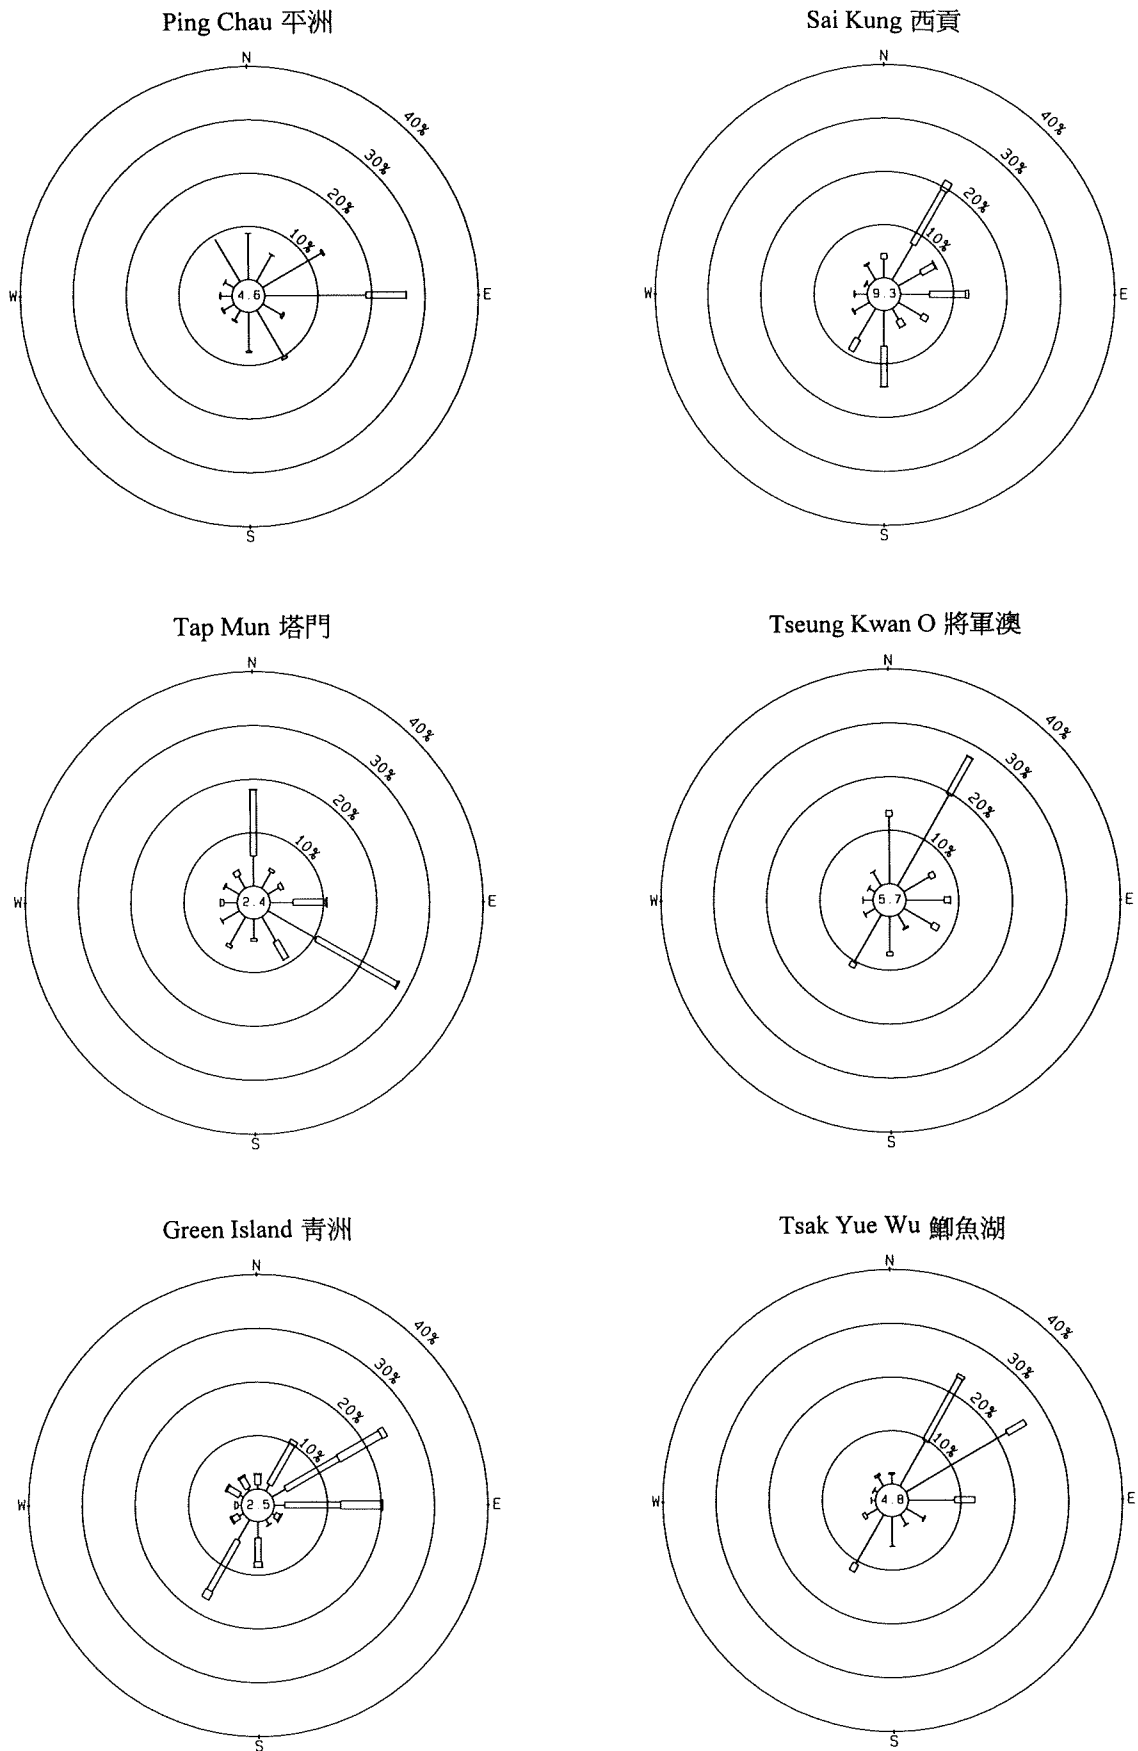 Ping Chau 平洲
N
40%
30%
20%
10%
W
4.6
E
S
Sai Kung 西貢
N
40%
30%
20%
10%
W
9.3
E
S
Tap Mun 塔門
N
40%
30%
20%
10%
W
2.4
E
S
Tseung Kwan O 將軍澳
N
40%
30%
20%
10%
W
5.7
E
S
Green Island 青洲
N
40%
30%
20%
10%
W
2.5
E
S
Tsak Yue Wu 鰂魚湖
N
40%
30%
20%
10%
W
4.8
E
S